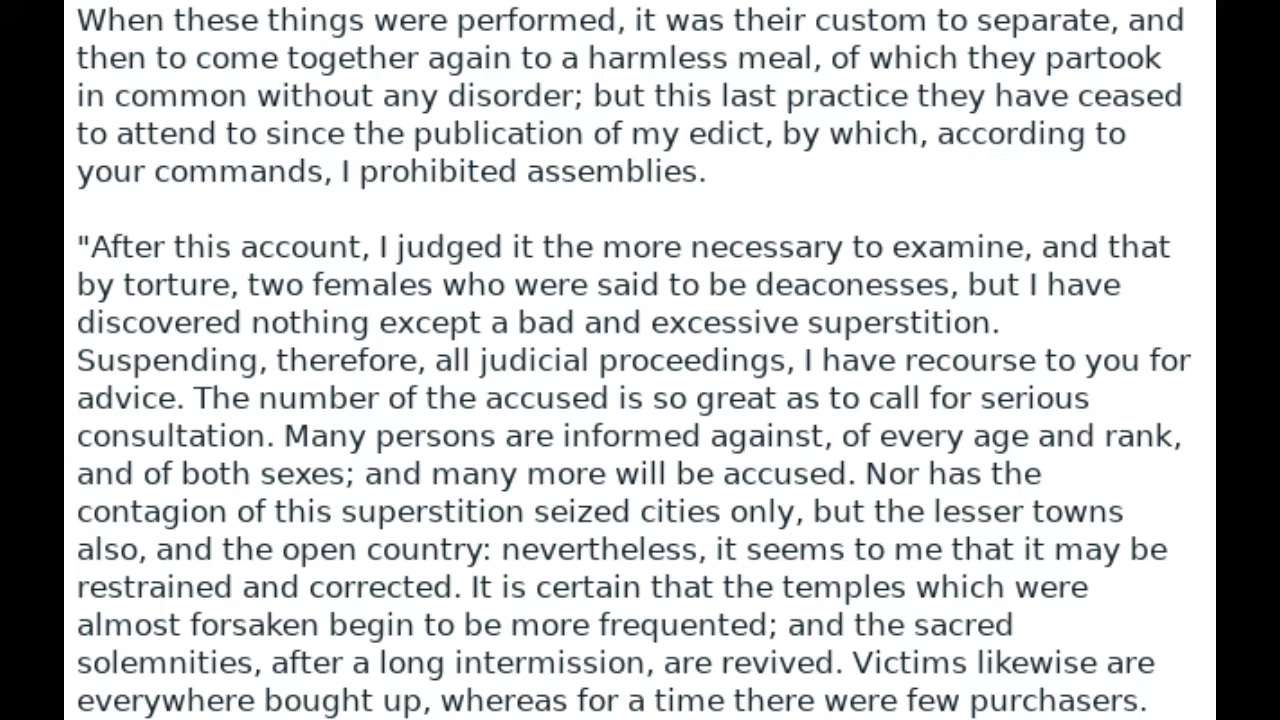 When these things were performed, it was their custom to separate, and
then to come together again to a harmless meal, of which they partook
in common without any disorder; but this last practice they have ceased
to attend to since the publication of my edict, by which, according to
your commands, I prohibited assemblies.
"After this account, I judged it the more necessary to examine, and that
by torture, two females who were said to be deaconesses, but I have
discovered nothing except a bad and excessive superstition.
Suspending, therefore, all judicial proceedings, I have recourse to you for
advice. The number of the accused is so great as to call for serious
consultation. Many persons are informed against, of every age and rank,
and of both sexes; and many more will be accused. Nor has the
contagion of this superstition seized cities only, but the lesser towns
also, and the open country: nevertheless, it seems to me that it may be
restrained and corrected. It is certain that the temples which were
almost forsaken begin to be more frequented; and the sacred
solemnities, after a long intermission, are revived. Victims likewise are
everywhere bought up, whereas for a time there were few purchasers.